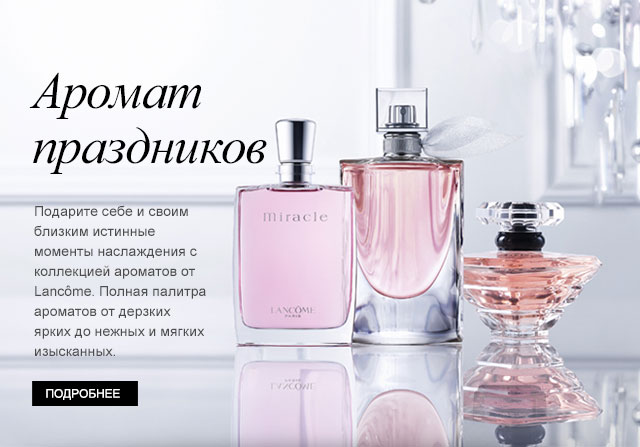 Аромат
праздников
Подарите себе и своим
близким истинные
моменты наслаждения с
коллекцией ароматов от
Lancôme. Полная палитра
ароматов от дерзких
ярких до нежных и мягких
изысканных.
ПОДРОБНЕЕ
miracle
LANCÔME
PARIS